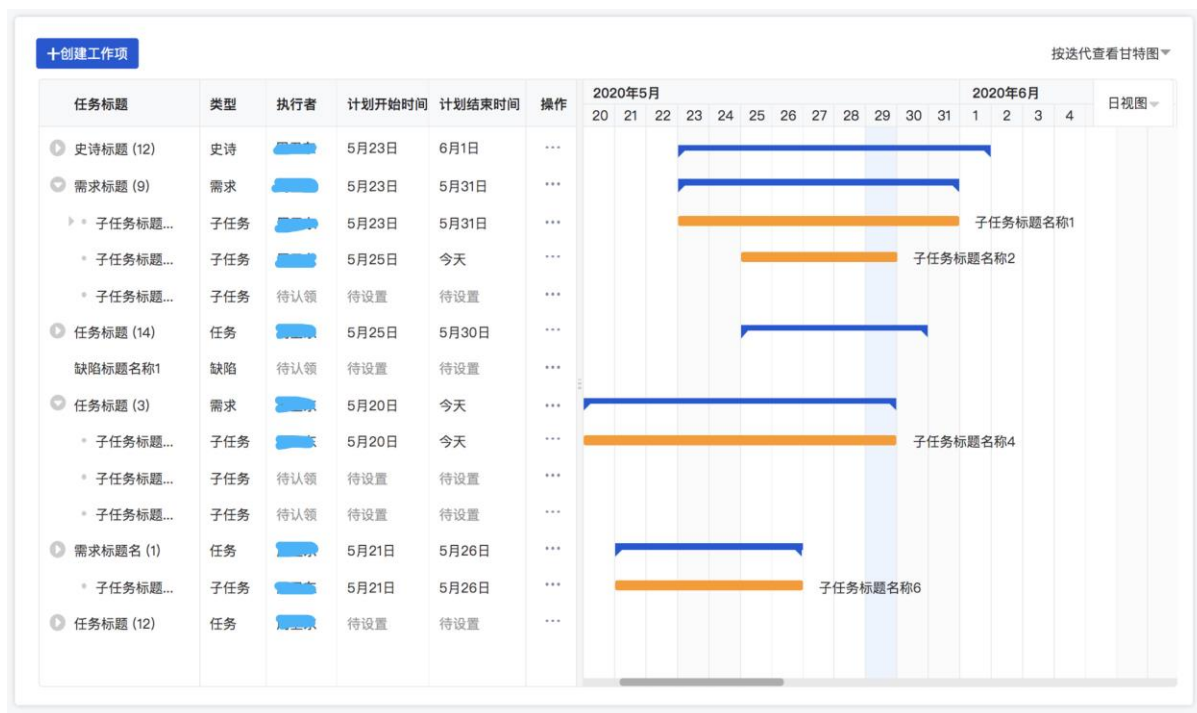 +创建工作项
按迭代查看甘特图
任务标题 类型 执行者 计划开始时间 计划结束时间 操作 2020年5月 2020年6月 日视图
20 21 22 23 24 25 26 27 28 29 30 31 1 2 3 4
史诗标题 (12) 史诗 5月23日 6月1日 ···
需求标题 (9) 需求 5月23日 5月31日 ···
子任务标题... 子任务 5月23日 5月31日 ··· 子任务标题名称1
子任务标题... 子任务 5月25日 今天 ··· 子任务标题名称2
子任务标题... 子任务 待认领 待设置 待设置 ···
任务标题 (14) 任务 5月25日 5月30日 ···
缺陷标题名称1 缺陷 待认领 待设置 待设置 ···
任务标题 (3) 需求 5月20日 今天 ···
子任务标题... 子任务 5月20日 今天 ··· 子任务标题名称4
子任务标题... 子任务 待认领 待设置 待设置 ···
子任务标题... 子任务 待认领 待设置 待设置 ···
需求标题名 (1) 任务 5月21日 5月26日 ···
子任务标题... 子任务 5月21日 5月26日 ··· 子任务标题名称6
任务标题 (12) 任务 待设置 待设置 ···